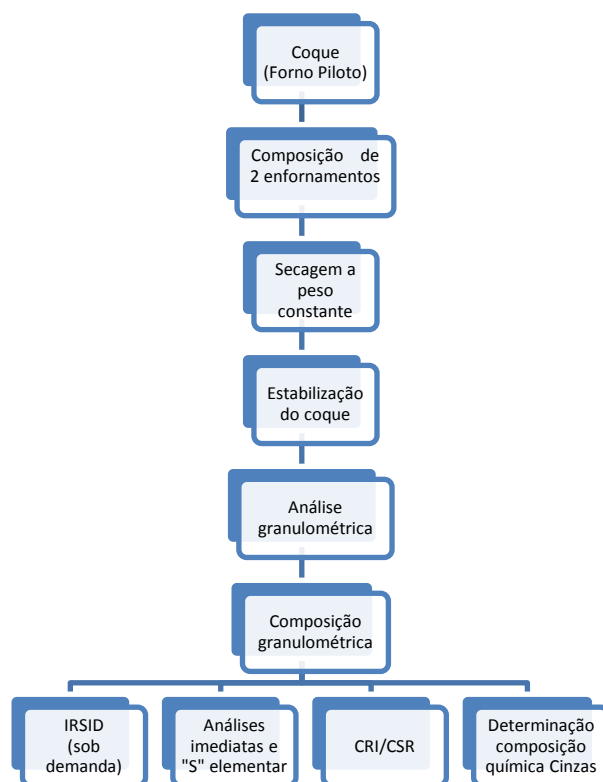 Coque
(Forno Piloto)
Composição de
2 enfornamentos
Secagem a
peso
constante
Estabilização
do coque
Análise
granulométrica
Composição
granulométrica
IRSID
(sob
demanda)
Análises
imediatas e
"S" elementar
CRI/CSR
Determinação
composição
química Cinzas